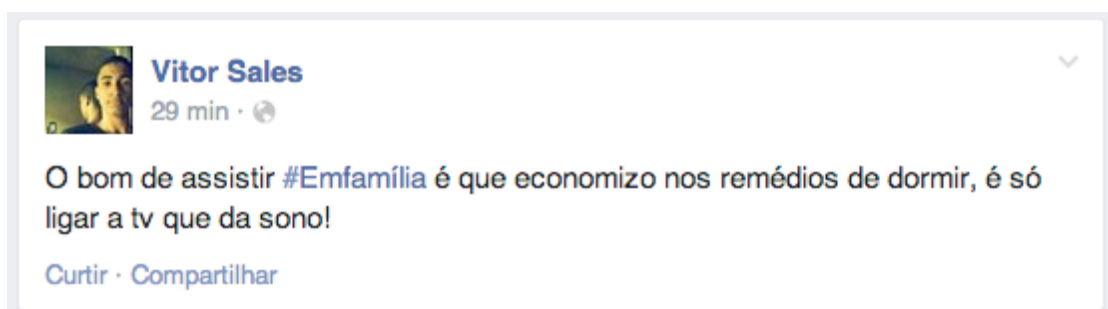 Vitor Sales
29 min ·
O bom de assistir #Emfamília é que economizo nos remédios de dormir, é só
ligar a tv que da sono!
Curtir · Compartilhar